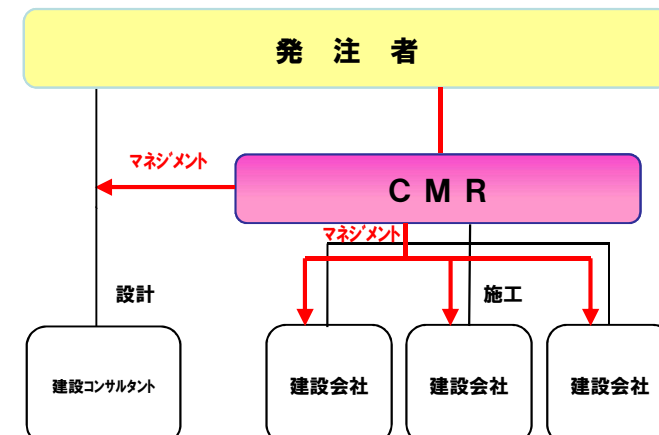 発 注 者
マネジメント
CMR
マネジメント
設計
施工
建設コンサルタント
建設会社
建設会社
建設会社